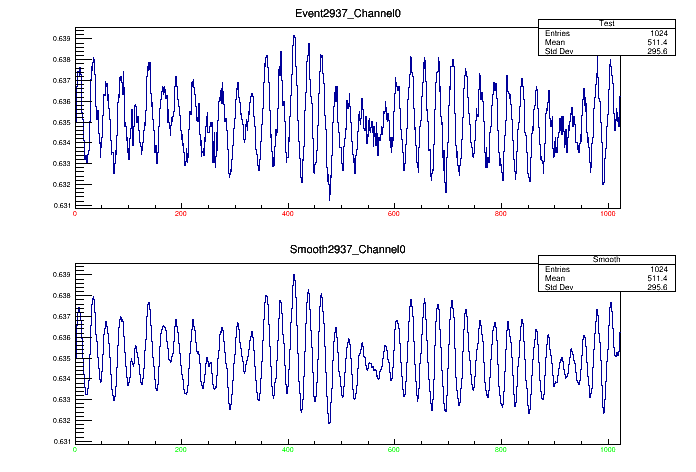 Event2937_Channel0
Test
Entries 1024
Mean 511.4
Std Dev 295.6
0.639
0.638
0.637
0.636
0.635
0.634
0.633
0.632
0.631
0 200 400 600 800 1000
Smooth2937_Channel0
Smooth
Entries 1024
Mean 511.4
Std Dev 295.6
0.639
0.638
0.637
0.636
0.635
0.634
0.633
0.632
0.631
0 200 400 600 800 1000